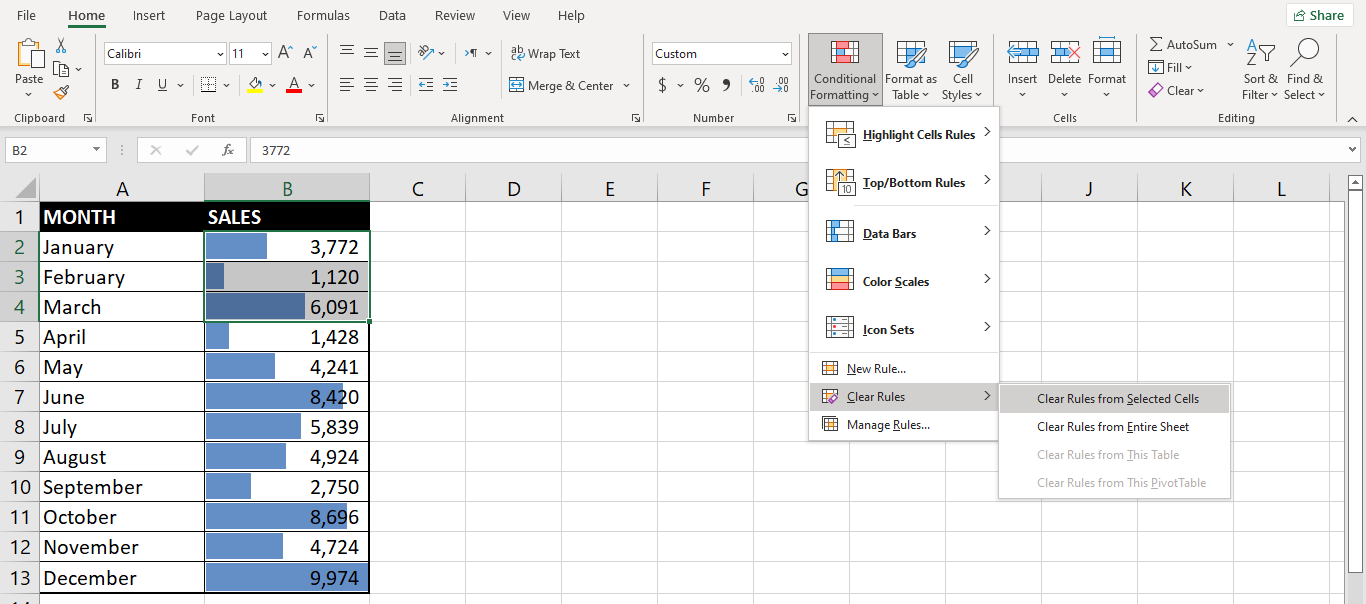 File Home Insert Page Layout Formulas Data Review View Help Share
Paste
Clipboard
Calibri 11
B I U A
Font
ab Wrap Text
Merge & Center
Alignment
Custom
$ % 9
Number
Conditional Formatting
Format as Table
Cell Styles
Insert Delete Format
Cells
AutoSum
Fill
Clear
Sort & Filter
Find & Select
Editing
B2 fx 3772
A B C D E F G J K L
1 MONTH SALES
2 January 3,772
3 February 1,120
4 March 6,091
5 April 1,428
6 May 4,241
7 June 8,420
8 July 5,839
9 August 4,924
10 September 2,750
11 October 8,696
12 November 4,724
13 December 9,974
Highlight Cells Rules
Top/Bottom Rules
Data Bars
Color Scales
Icon Sets
New Rule...
Clear Rules
Manage Rules...
Clear Rules from Selected Cells
Clear Rules from Entire Sheet
Clear Rules from This Table
Clear Rules from This PivotTable